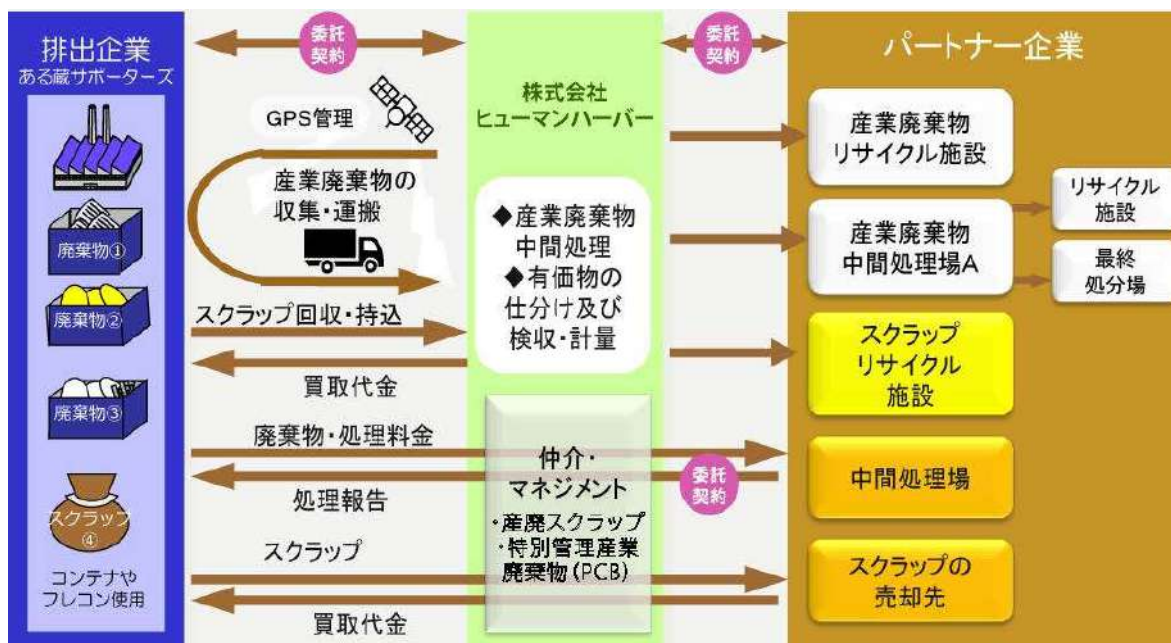 排出企業
ある蔵サポーターズ
廃棄物①
廃棄物②
廃棄物③
スクラップ
④
コンテナや
フレコン使用
委託
契約
GPS管理
産業廃棄物の
収集・運搬
スクラップ回収・持込
買取代金
廃棄物・処理料金
処理報告
スクラップ
買取代金
株式会社
ヒューマンハーバー
◆産業廃棄物
中間処理
◆有価物の
仕分け及び
検収・計量
仲介・
マネジメント
・産廃スクラップ
・特別管理産業
廃棄物(PCB)
委託
契約
委託
契約
パートナー企業
産業廃棄物
リサイクル施設
産業廃棄物
中間処理場A
リサイクル
施設
最終
処分場
スクラップ
リサイクル
施設
中間処理場
スクラップの
売却先